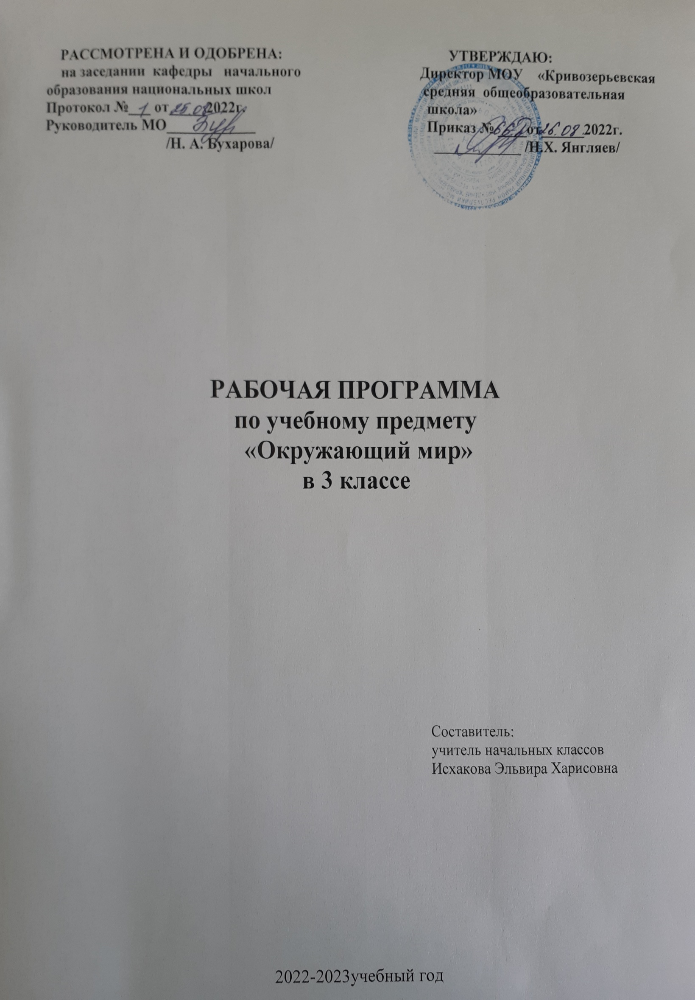 РАССМОТРЕНА И ОДОБРЕНА:
на заседании кафедры начального
образования национальных школ
Протокол № 1 от 25.08 2022г.
Руководитель МО
/Н. А. Бухарова/
УТВЕРЖДАЮ:
Директор МОУ «Кривозерьевская
средняя общеобразовательная
школа»
Приказ № от 26.08 2022г.
/Н.Х. Янгляев/
РАБОЧАЯ ПРОГРАММА
по учебному предмету
«Окружающий мир»
в 3 классе
Составитель:
учитель начальных классов
Исхакова Эльвира Харисовна
2022-2023учебный год